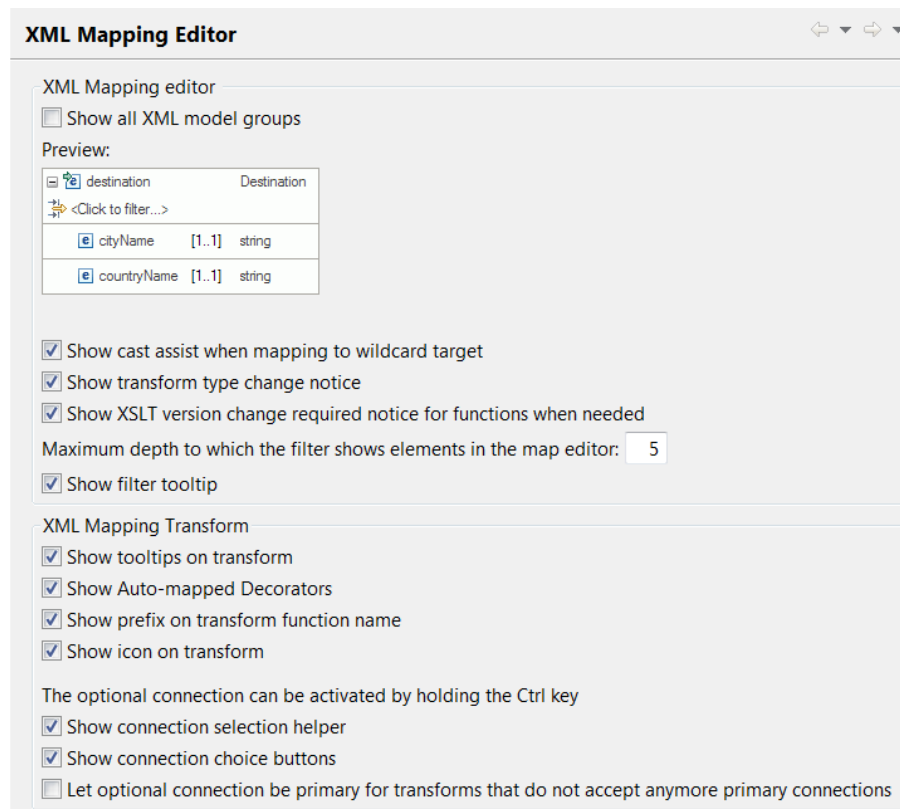 XML Mapping Editor
XML Mapping editor
Show all XML model groups
Preview:
destination Destination
<Click to filter...>
cityName [1..1] string
countryName [1..1] string
Show cast assist when mapping to wildcard target
Show transform type change notice
Show XSLT version change required notice for functions when needed
Maximum depth to which the filter shows elements in the map editor: 5
Show filter tooltip
XML Mapping Transform
Show tooltips on transform
Show Auto-mapped Decorators
Show prefix on transform function name
Show icon on transform
The optional connection can be activated by holding the Ctrl key
Show connection selection helper
Show connection choice buttons
Let optional connection be primary for transforms that do not accept anymore primary connections